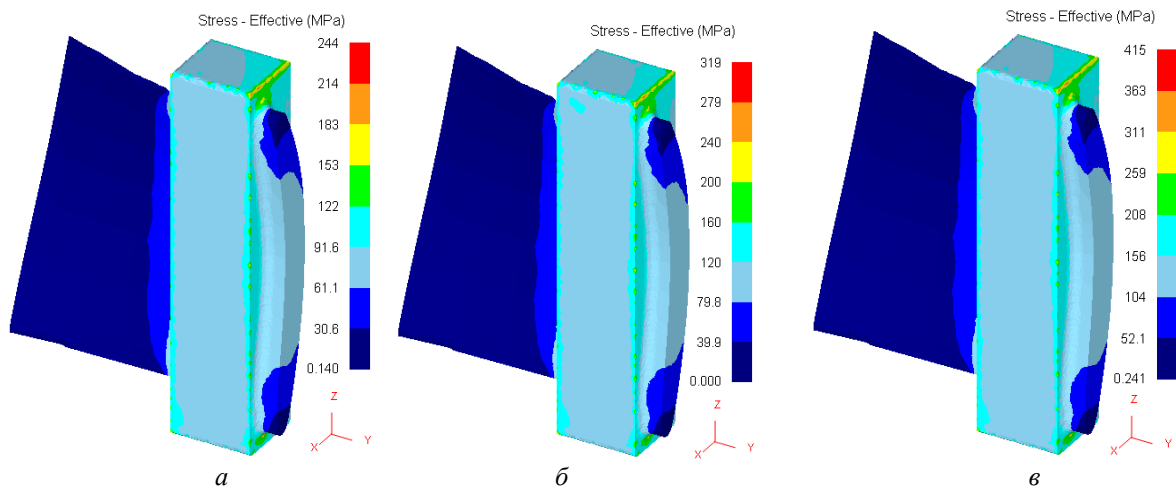 Stress - Effective (MPa)
244
214
183
153
122
91.6
61.1
30.6
0.140
Z
X
Y
а
Stress - Effective (MPa)
319
279
240
200
160
120
79.8
39.9
0.000
Z
X
Y
б
Stress - Effective (MPa)
415
363
311
259
208
156
104
52.1
0.241
Z
X
Y
в